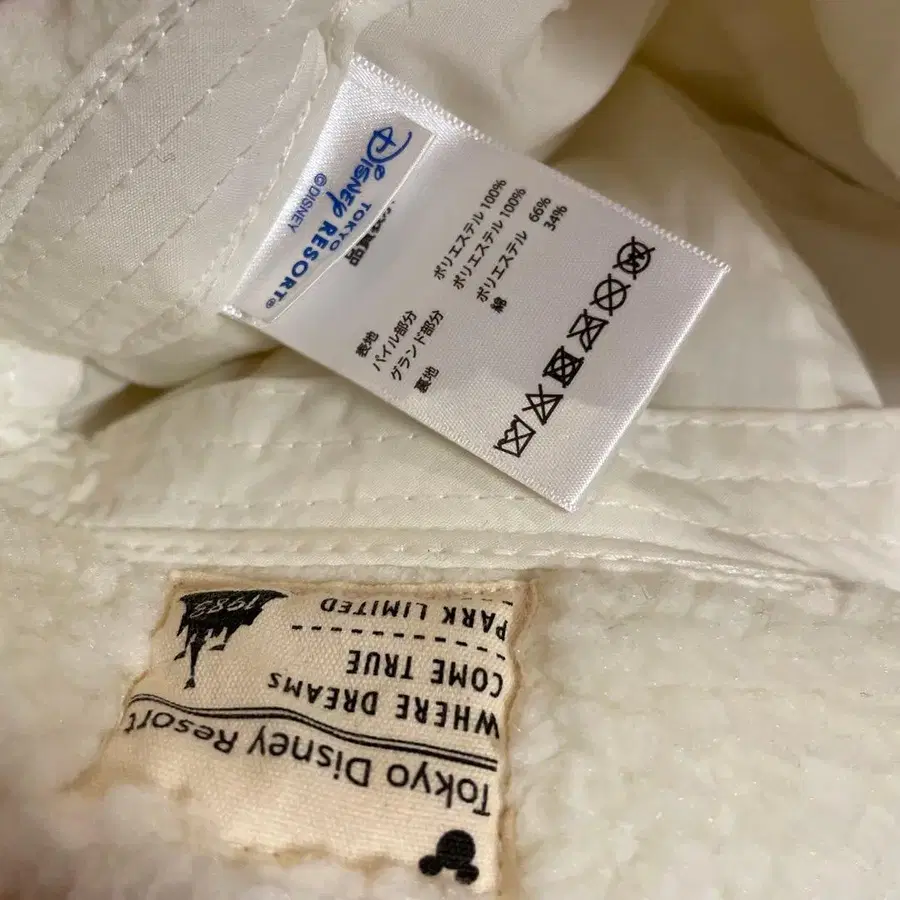 Disney
TOKYO
RESORT®
©DISNEY
表地
パイル部分 ポリエステル 100%
グランド部分 ポリエステル 100%
裏地 ポリエステル 66%
綿 34%
Tokyo Disney Resort
WHERE DREAMS
COME TRUE
PARK LIMITED
1983